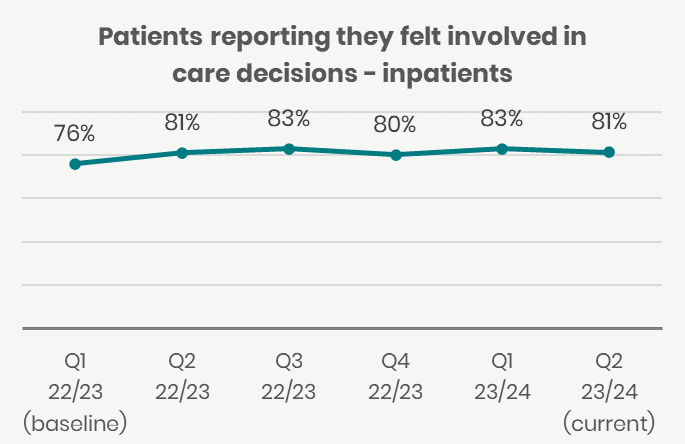 Patients reporting they felt involved in
care decisions - inpatients
76%
81%
83%
80%
83%
81%
Q1
22/23
(baseline)
Q2
22/23
Q3
22/23
Q4
22/23
Q1
23/24
Q2
23/24
(current)